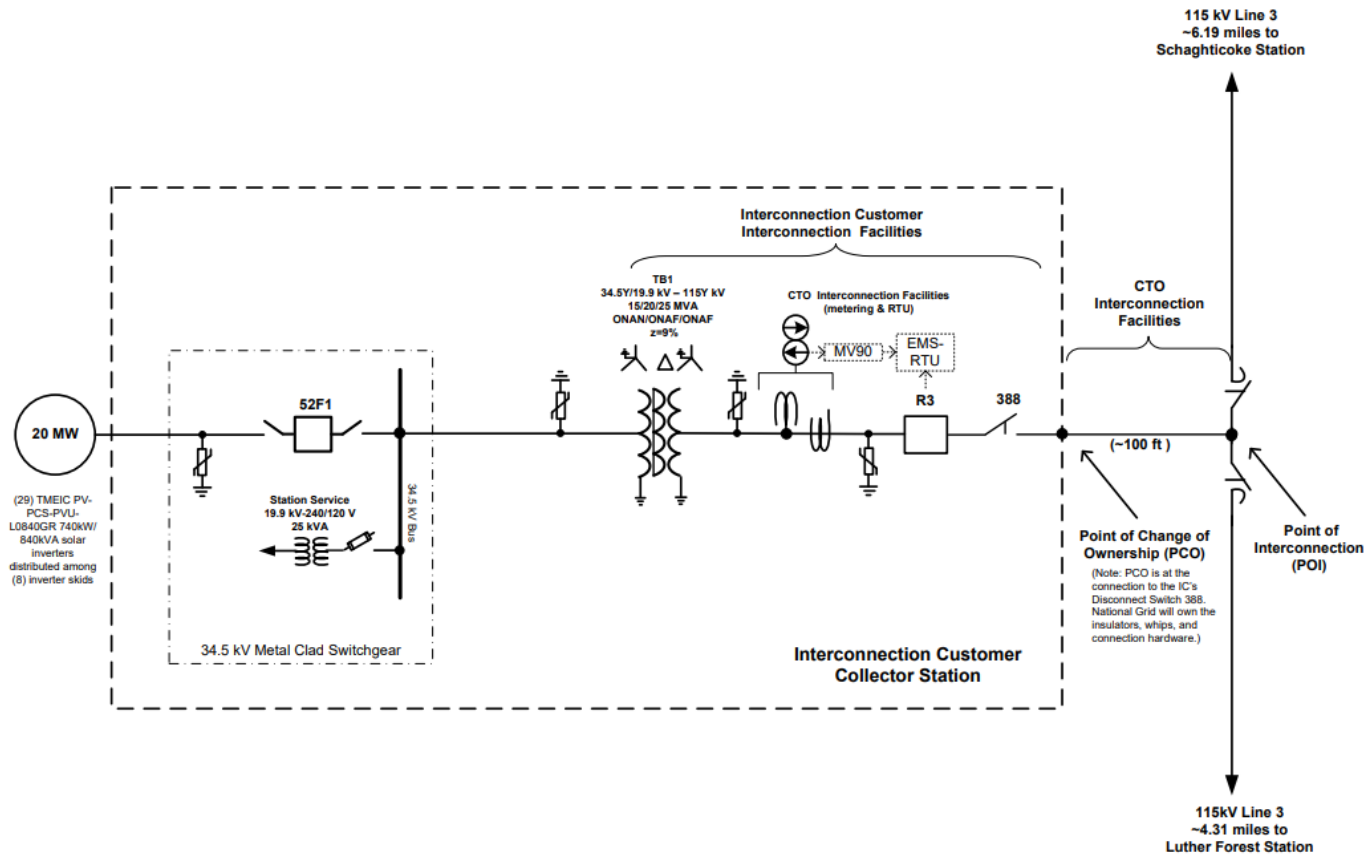 115 kV Line 3
~6.19 miles to
Schaghticoke Station
Interconnection Customer
Interconnection Facilities
TB1
34.5Y/19.9 kV – 115Y kV
15/20/25 MVA
ONAN/ONAF/ONAF
z=9%
CTO Interconnection Facilities
(metering & RTU)
MV90
EMS-
RTU
CTO
Interconnection
Facilities
52F1
R3
388
20 MW
(~100 ft )
(29) TMEIC PV-
PCS-PVU-
L0840GR 740kW/
840kVA solar
inverters
distributed among
(8) inverter skids
Station Service
19.9 kV-240/120 V
25 kVA
34.5 kV Bus
34.5 kV Metal Clad Switchgear
Point of Change of
Ownership (PCO)
(Note: PCO is at the
connection to the IC's
Disconnect Switch 388.
National Grid will own the
insulators, whips, and
connection hardware.)
Point of
Interconnection
(POI)
Interconnection Customer
Collector Station
115kV Line 3
~4.31 miles to
Luther Forest Station